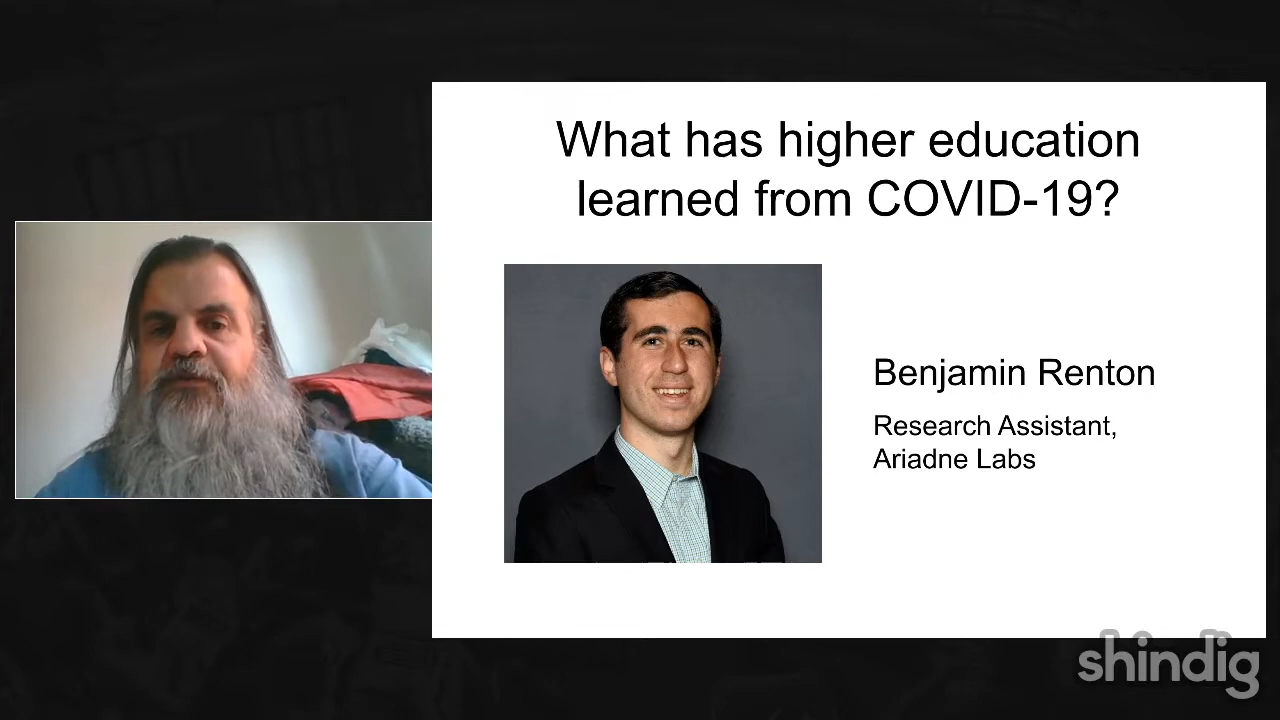 What has higher education
learned from COVID-19?
Benjamin Renton
Research Assistant,
Ariadne Labs
shindig